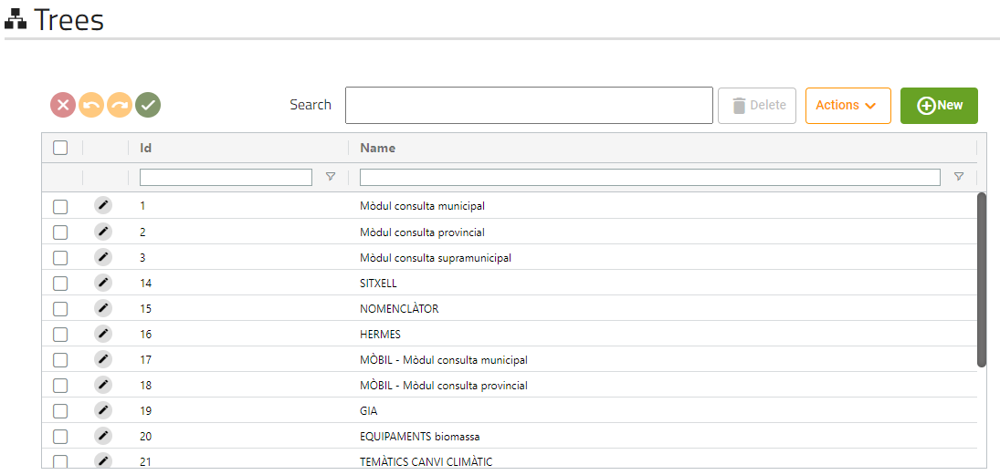 Trees
Search Delete Actions New
Id Name
1 Mòdul consulta municipal
2 Mòdul consulta provincial
3 Mòdul consulta supramunicipal
14 SITXELL
15 NOMENCLÀTOR
16 HERMES
17 MÒBIL - Mòdul consulta municipal
18 MÒBIL - Mòdul consulta provincial
19 GIA
20 EQUIPAMENTS biomassa
21 TEMÀTICS CANVI CLIMÀTIC